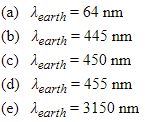 (a) λearth = 64 nm
(b) λearth = 445 nm
(c) λearth = 450 nm
(d) λearth = 455 nm
(e) λearth = 3150 nm